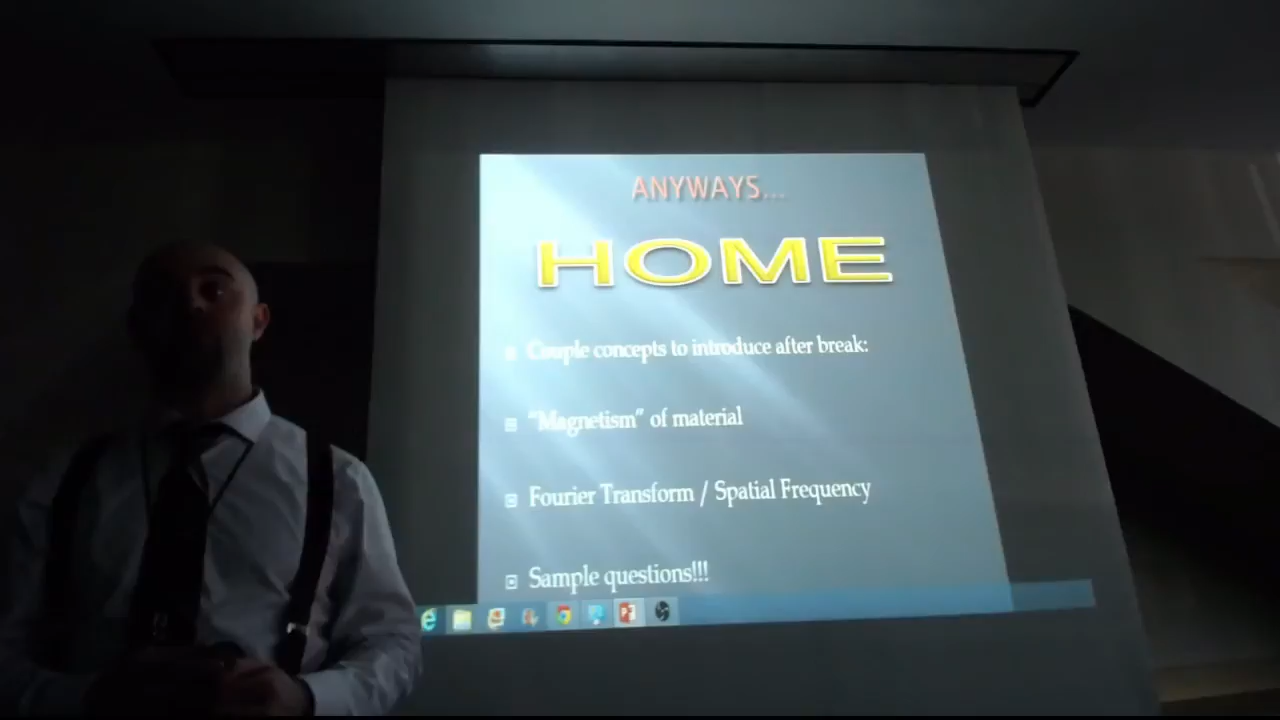 ANYWAYS...
HOME
Couple concepts to introduce after break:
"Magnetism" of material
Fourier Transform / Spatial Frequency
Sample questions!!!